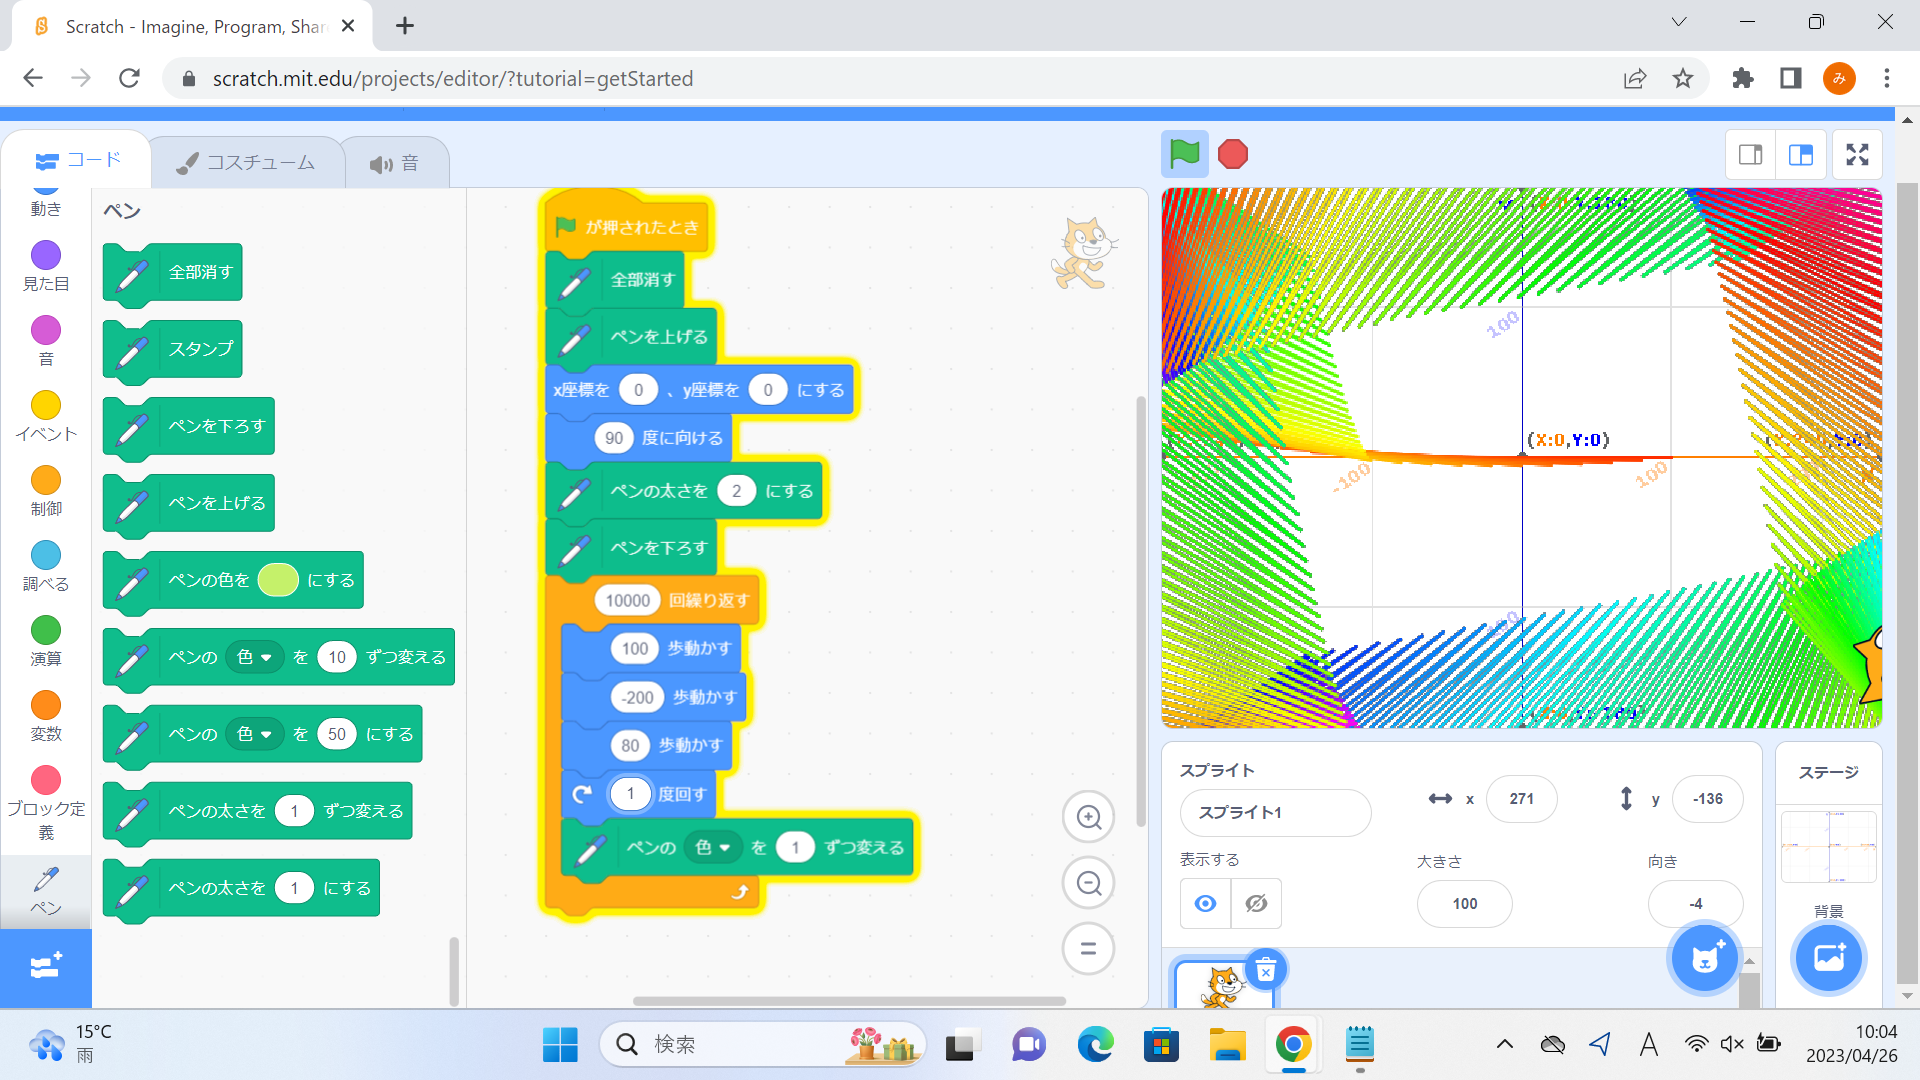 Scratch - Imagine, Program, Shar
scratch.mit.edu/projects/editor/?tutorial=getStarted
み
コード
コスチューム
音
動き
見た目
音
イベント
制御
調べる
演算
変数
ブロック定義
ペン
ペン
全部消す
スタンプ
ペンを下ろす
ペンを上げる
ペンの色を にする
ペンの 色 を 10 ずつ変える
ペンの 色 を 50 にする
ペンの太さを 1 ずつ変える
ペンの太さを 1 にする
が押されたとき
全部消す
ペンを上げる
x座標を 0 、y座標を 0 にする
90 度に向ける
ペンの太さを 2 にする
ペンを下ろす
10000 回繰り返す
100 歩動かす
-200 歩動かす
80 歩動かす
1 度回す
ペンの 色 を 1 ずつ変える
100
(X:0,Y:0)
-100
100
スプライト
スプライト1
x 271
y -136
表示する
大きさ 100
向き -4
ステージ
背景
15°C
雨
検索
A
10:04
2023/04/26